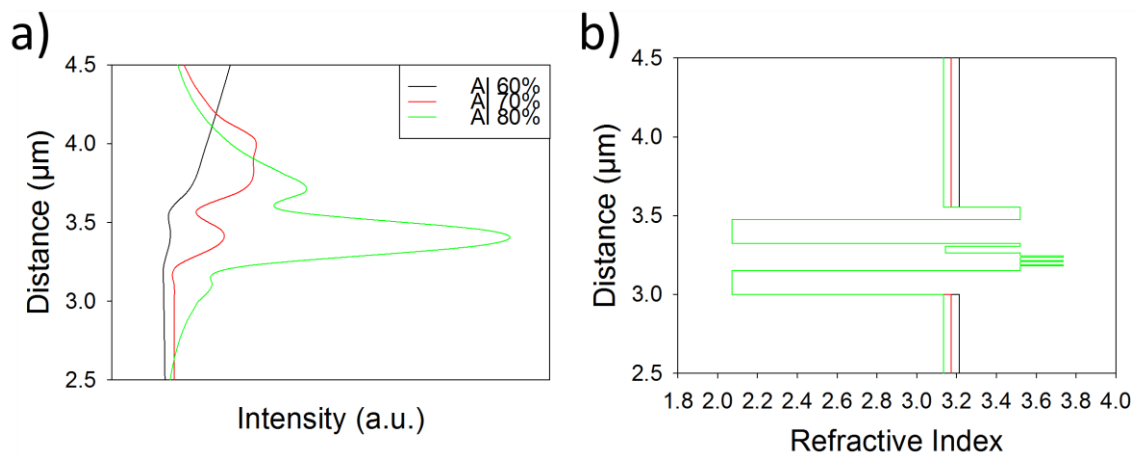 a)
4.5
4.0
3.5
3.0
2.5
Distance (µm)
Intensity (a.u.)
Al 60%
Al 70%
Al 80%
b)
4.5
4.0
3.5
3.0
2.5
Distance (µm)
1.8 2.0 2.2 2.4 2.6 2.8 3.0 3.2 3.4 3.6 3.8 4.0
Refractive Index